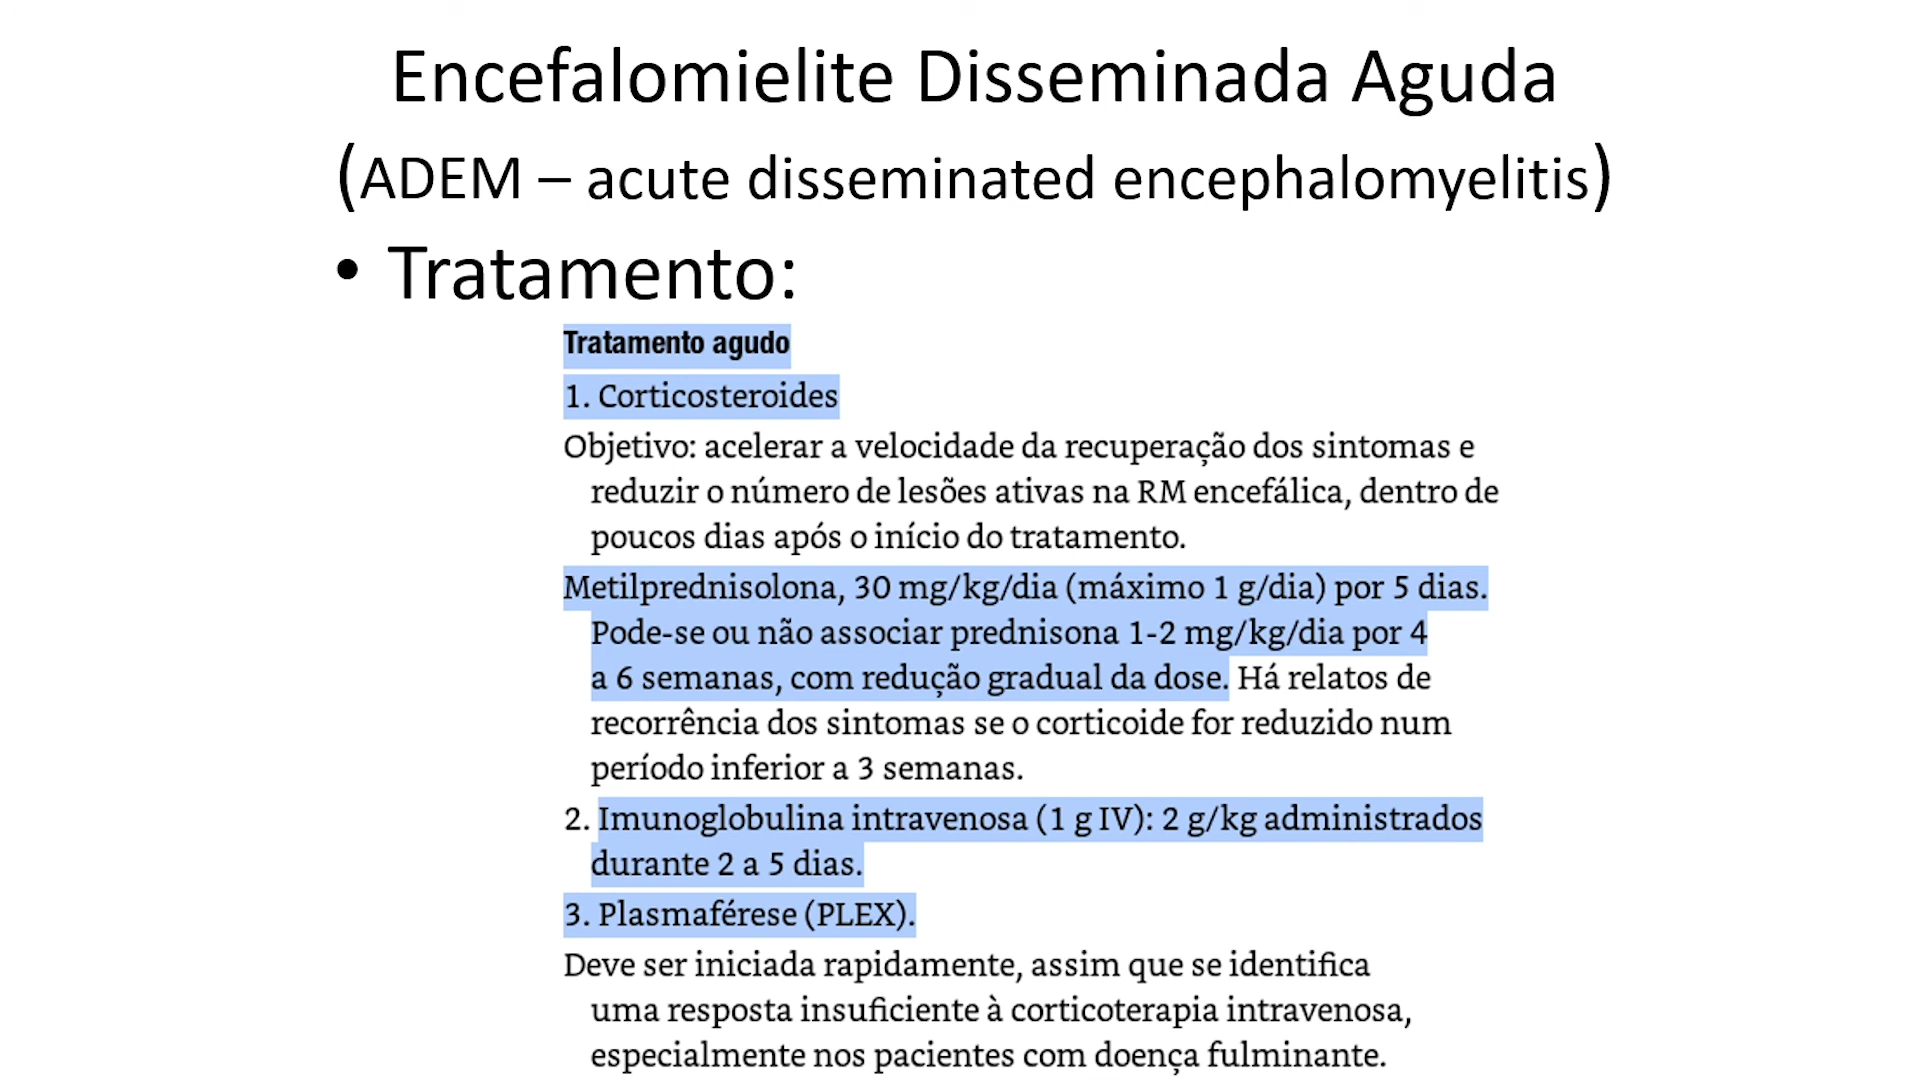 Encefalomielite Disseminada Aguda
(ADEM – acute disseminated encephalomyelitis)
• Tratamento:
Tratamento agudo
1. Corticosteroides
Objetivo: acelerar a velocidade da recuperação dos sintomas e
reduzir o número de lesões ativas na RM encefálica, dentro de
poucos dias após o início do tratamento.
Metilprednisolona, 30 mg/kg/dia (máximo 1 g/dia) por 5 dias.
Pode-se ou não associar prednisona 1-2 mg/kg/dia por 4
a 6 semanas, com redução gradual da dose. Há relatos de
recorrência dos sintomas se o corticoide for reduzido num
período inferior a 3 semanas.
2. Imunoglobulina intravenosa (1 g IV): 2 g/kg administrados
durante 2 a 5 dias.
3. Plasmaférese (PLEX).
Deve ser iniciada rapidamente, assim que se identifica
uma resposta insuficiente à corticoterapia intravenosa,
especialmente nos pacientes com doença fulminante.